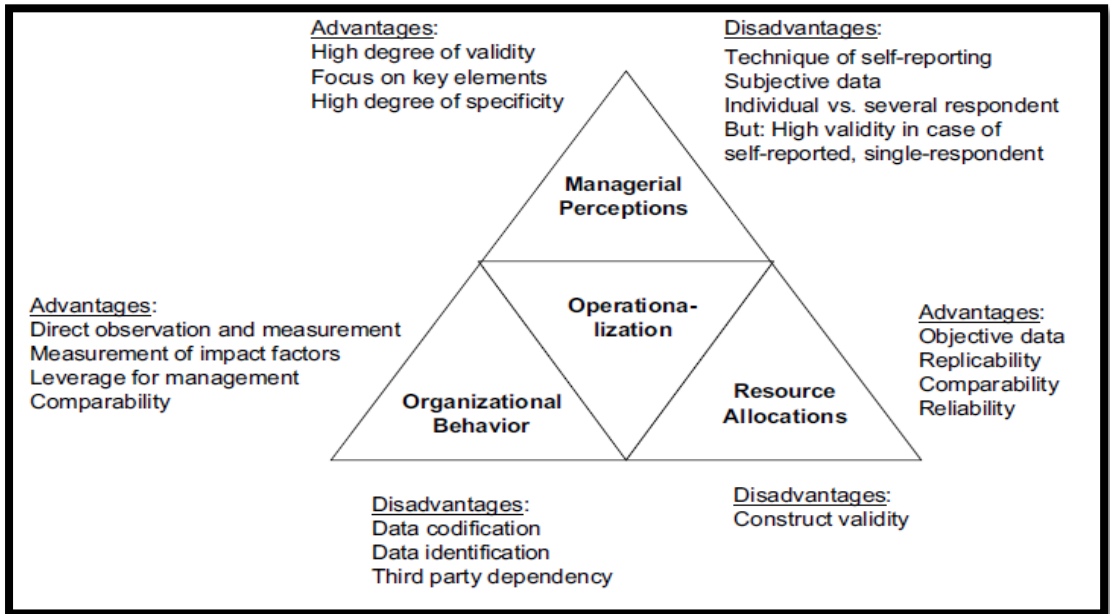 Advantages:
High degree of validity
Focus on key elements
High degree of specificity
Disadvantages:
Technique of self-reporting
Subjective data
Individual vs. several respondent
But: High validity in case of
self-reported, single-respondent
Managerial
Perceptions
Advantages:
Direct observation and measurement
Measurement of impact factors
Leverage for management
Comparability
Operationa-
lization
Advantages:
Objective data
Replicability
Comparability
Reliability
Organizational
Behavior
Resource
Allocations
Disadvantages:
Data codification
Data identification
Third party dependency
Disadvantages:
Construct validity